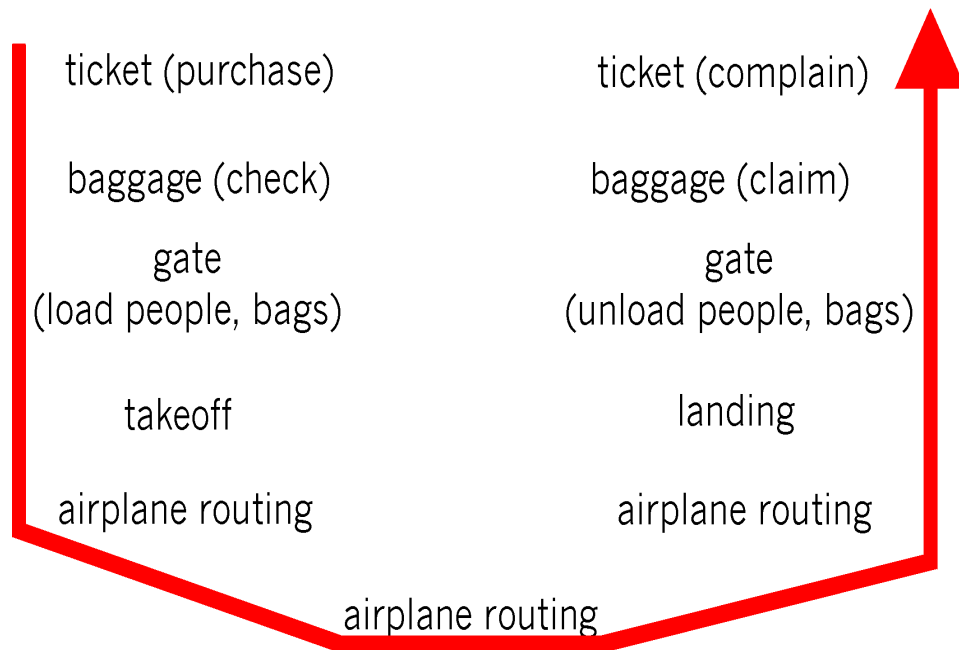 ticket (purchase)
baggage (check)
gate
(load people, bags)
takeoff
airplane routing
airplane routing
ticket (complain)
baggage (claim)
gate
(unload people, bags)
landing
airplane routing